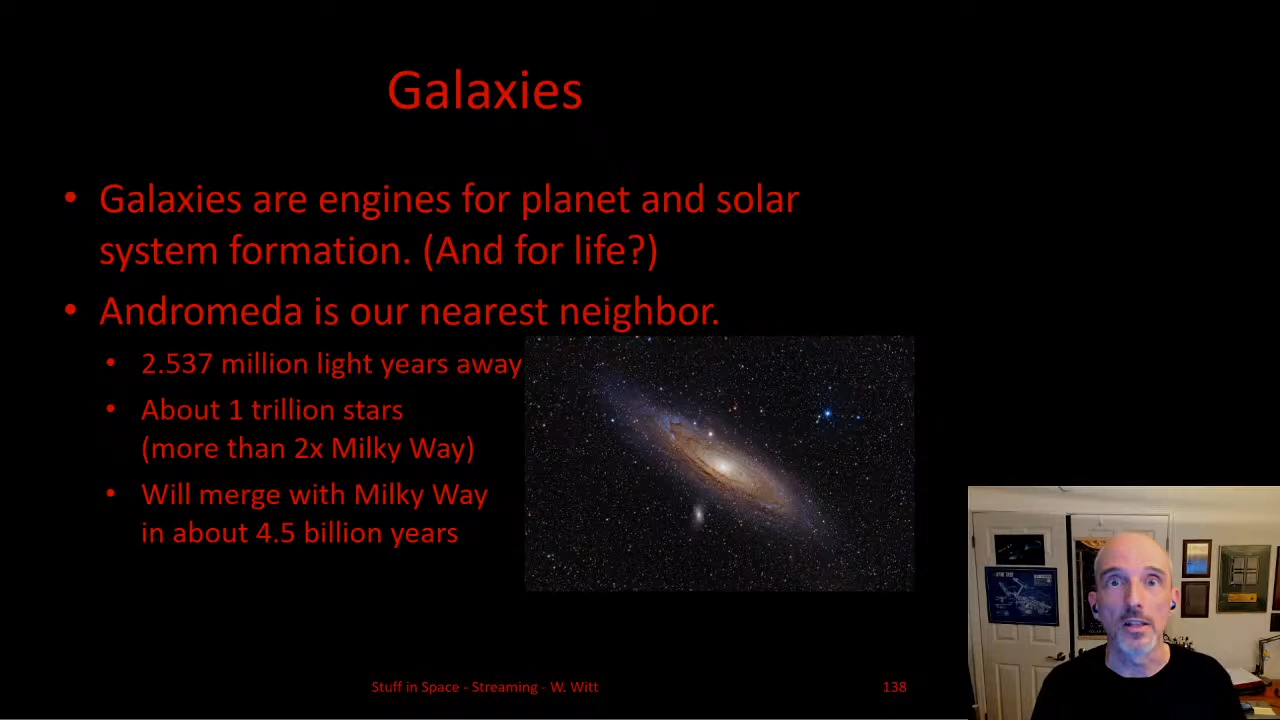 Galaxies
• Galaxies are engines for planet and solar
system formation. (And for life?)
• Andromeda is our nearest neighbor.
• 2.537 million light years away
• About 1 trillion stars
(more than 2x Milky Way)
• Will merge with Milky Way
in about 4.5 billion years
Stuff in Space - Streaming - W. Witt
138